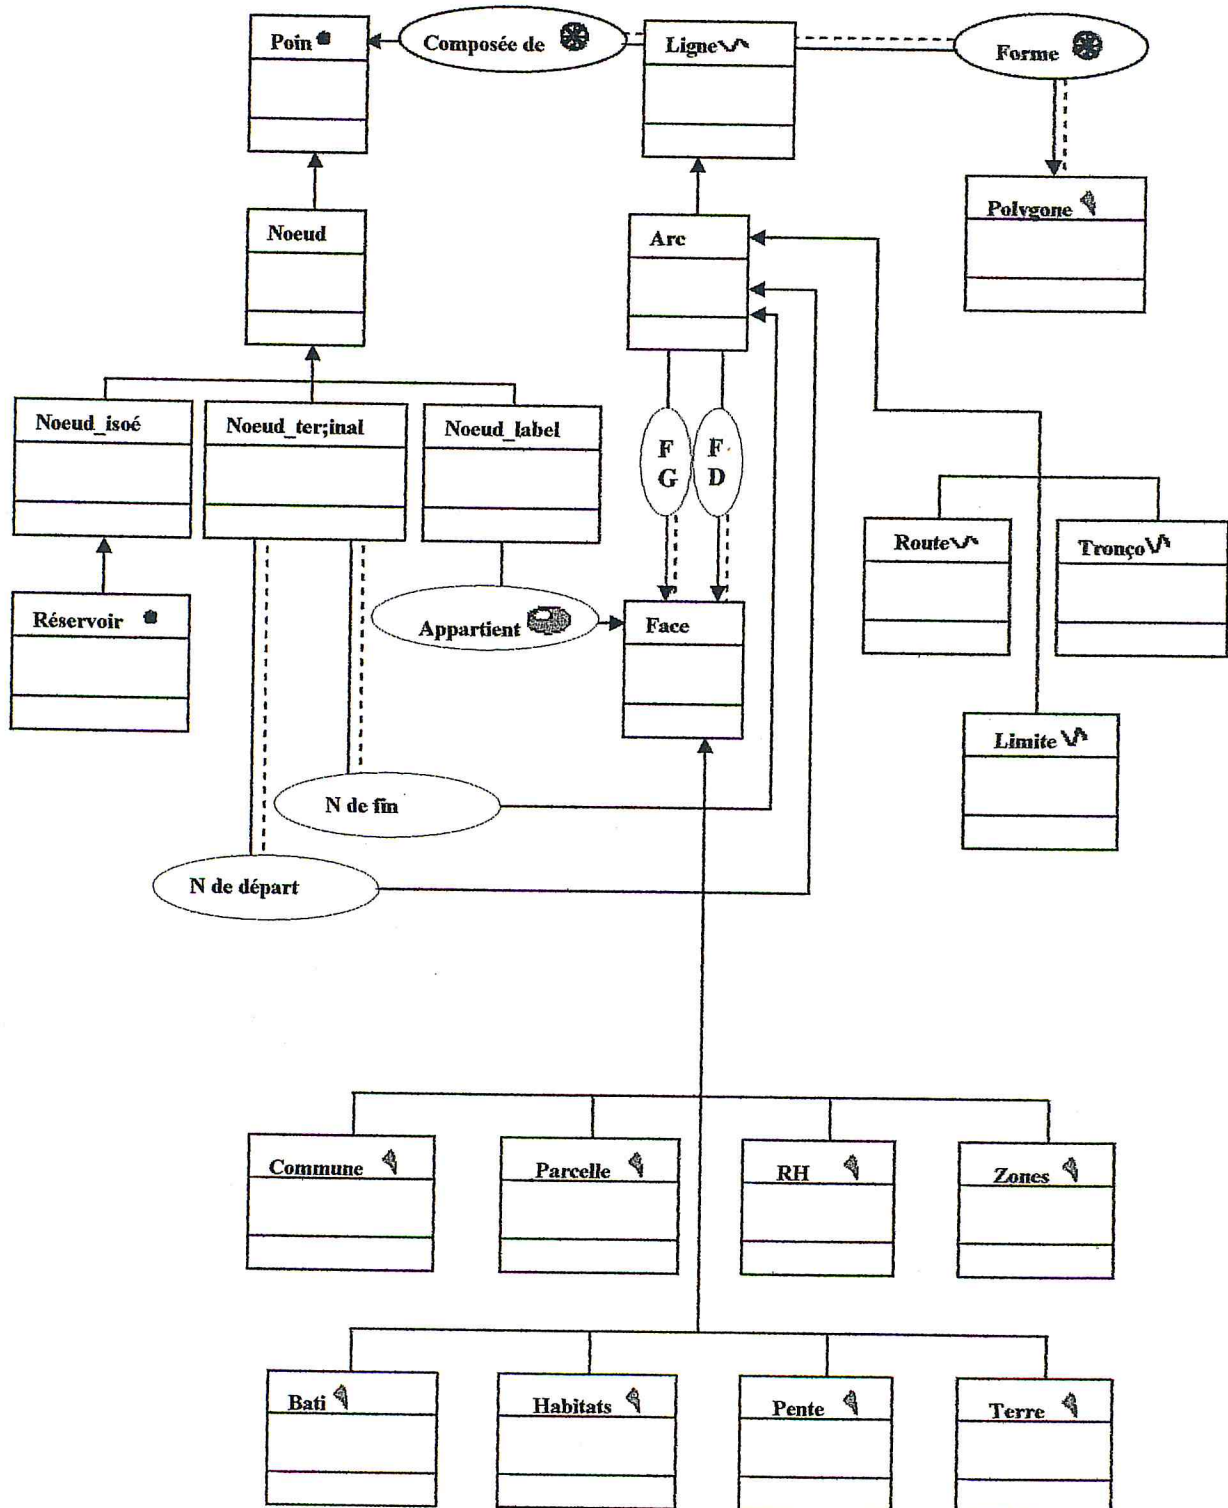 Poin
Composée de
Ligne
Forme
Polygone
Noeud
Arc
Noeud_isoé
Noeud_ter;inal
Noeud_label
F
G
F
D
Route
Tronço
Réservoir
Appartient
Face
Limite
N de fin
N de départ
Commune
Parcelle
RH
Zones
Bati
Habitats
Pente
Terre